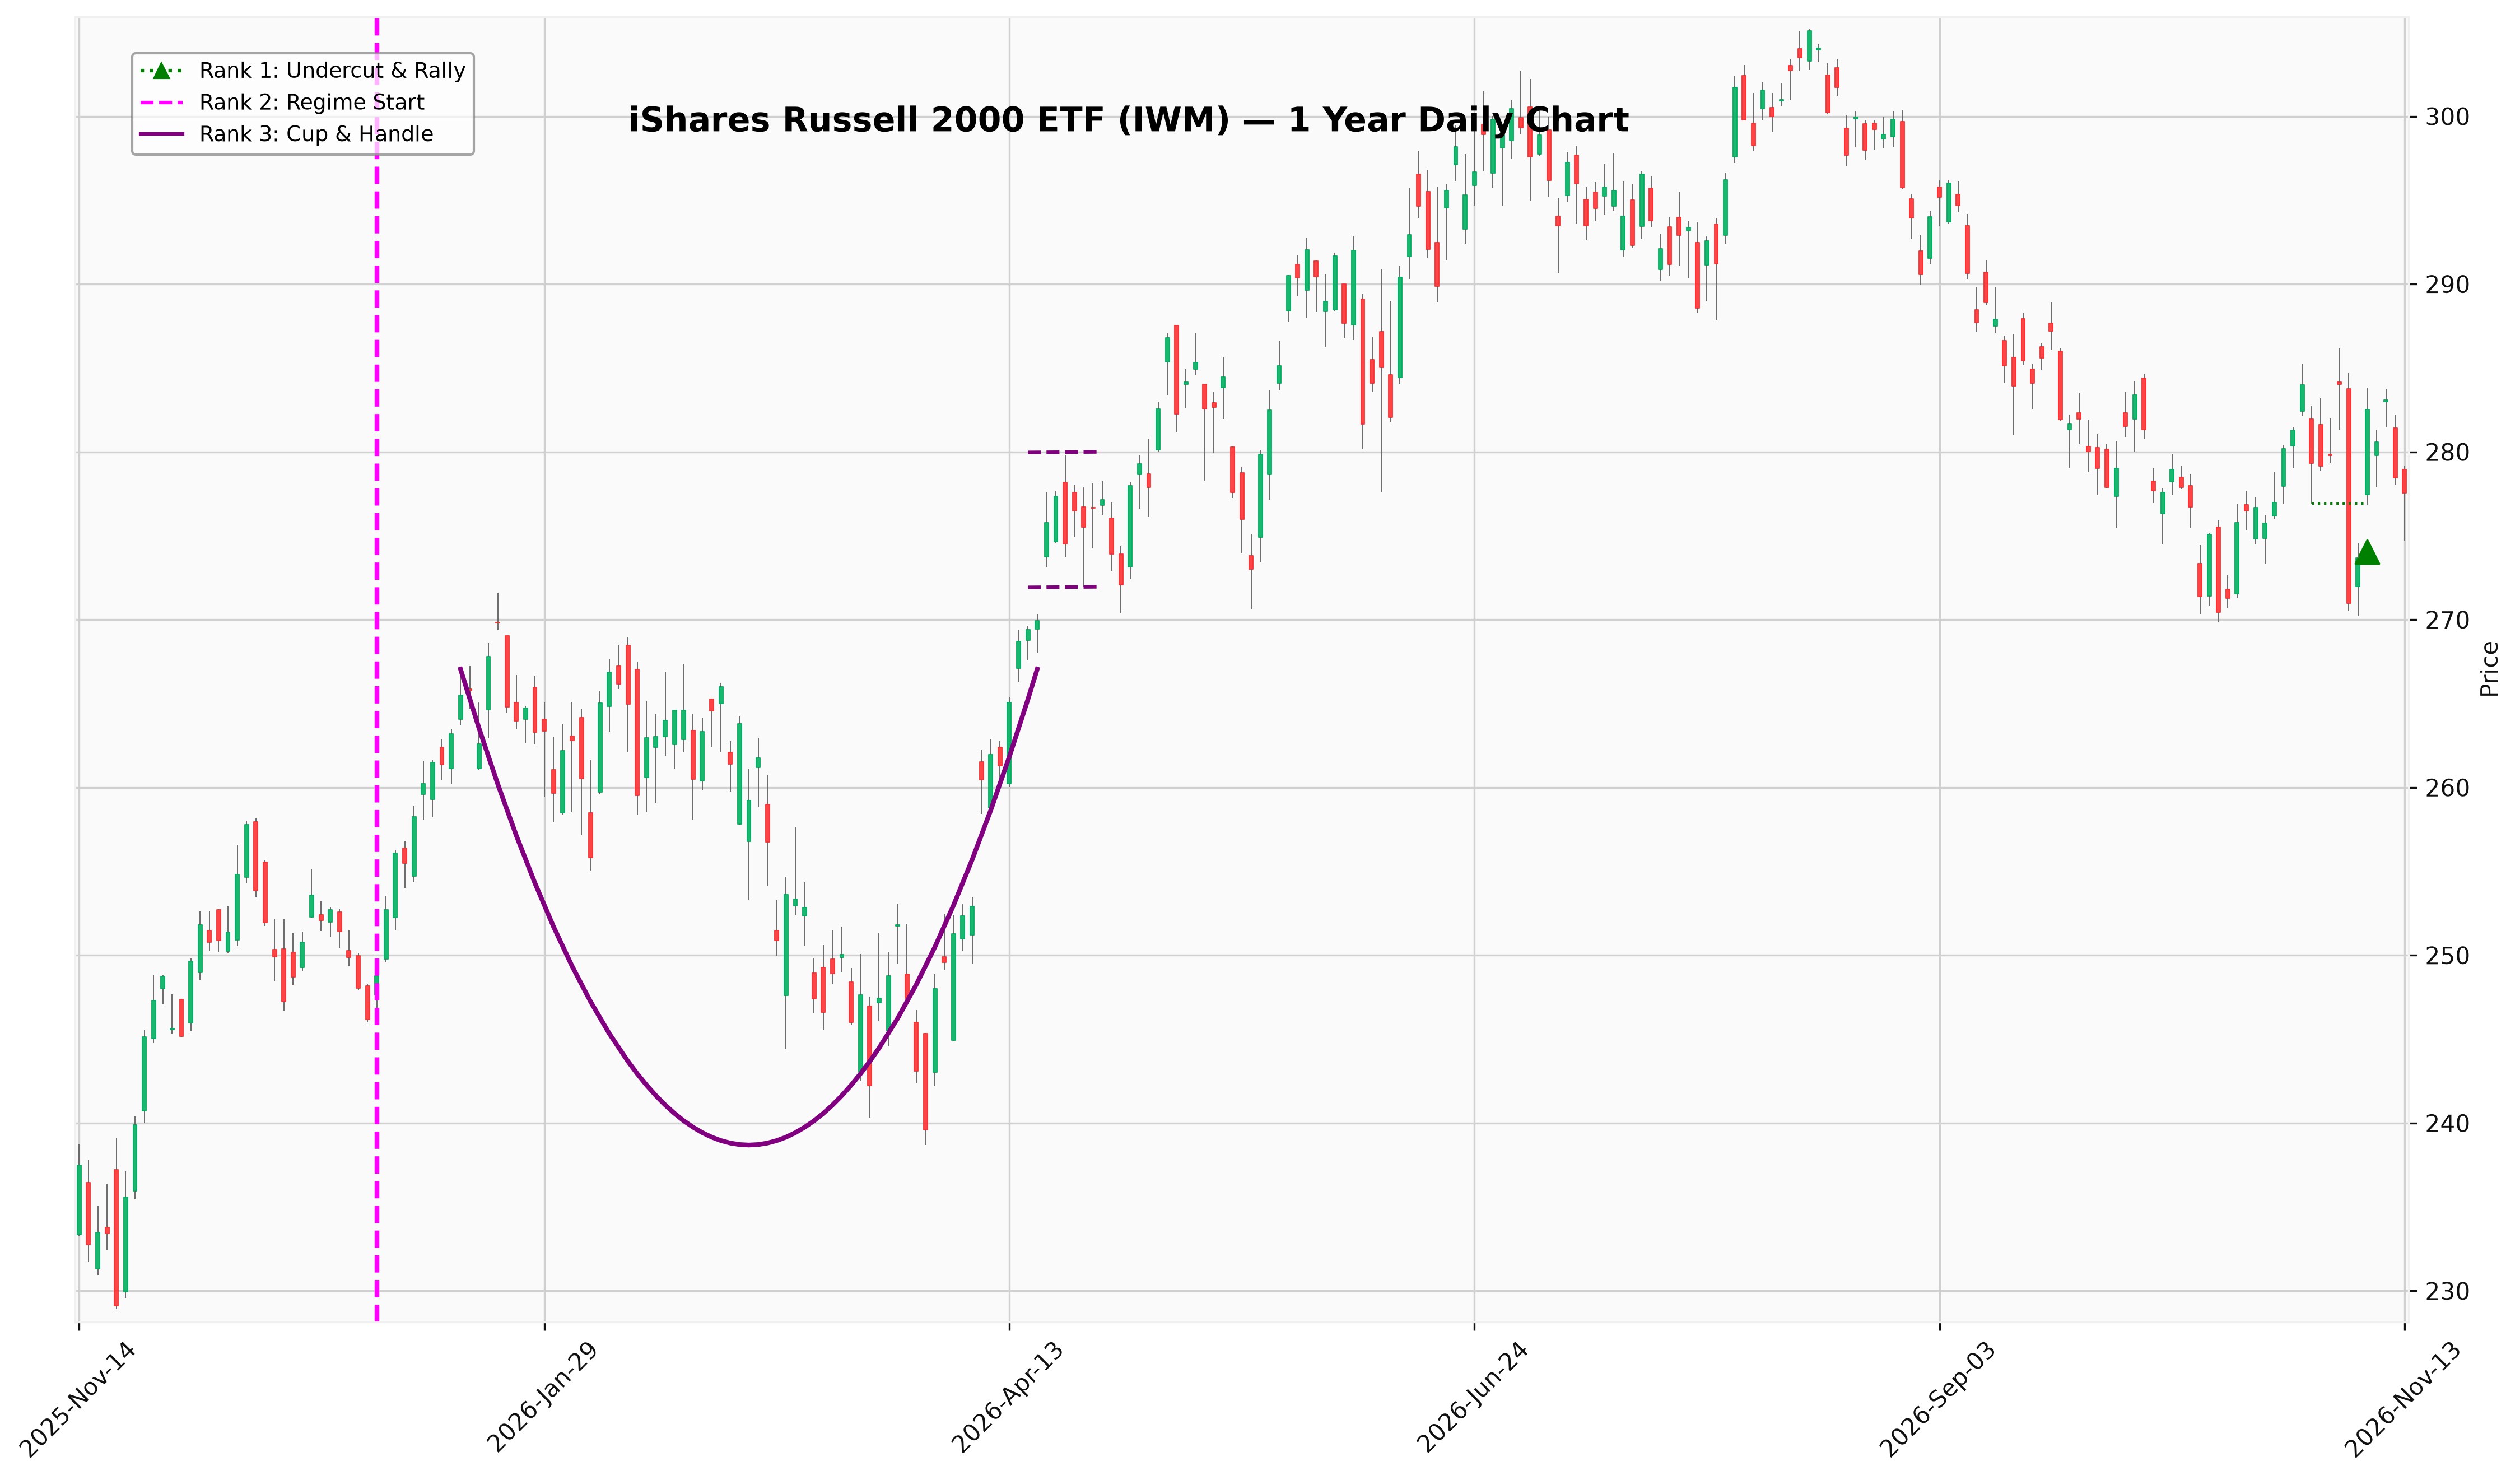 Rank 1: Undercut & Rally
Rank 2: Regime Start
Rank 3: Cup & Handle
iShares Russell 2000 ETF (IWM) — 1 Year Daily Chart
300
290
280
270
260
250
240
230
Price
2025-Nov-14
2026-Jan-29
2026-Apr-13
2026-Jun-24
2026-Sep-03
2026-Nov-13